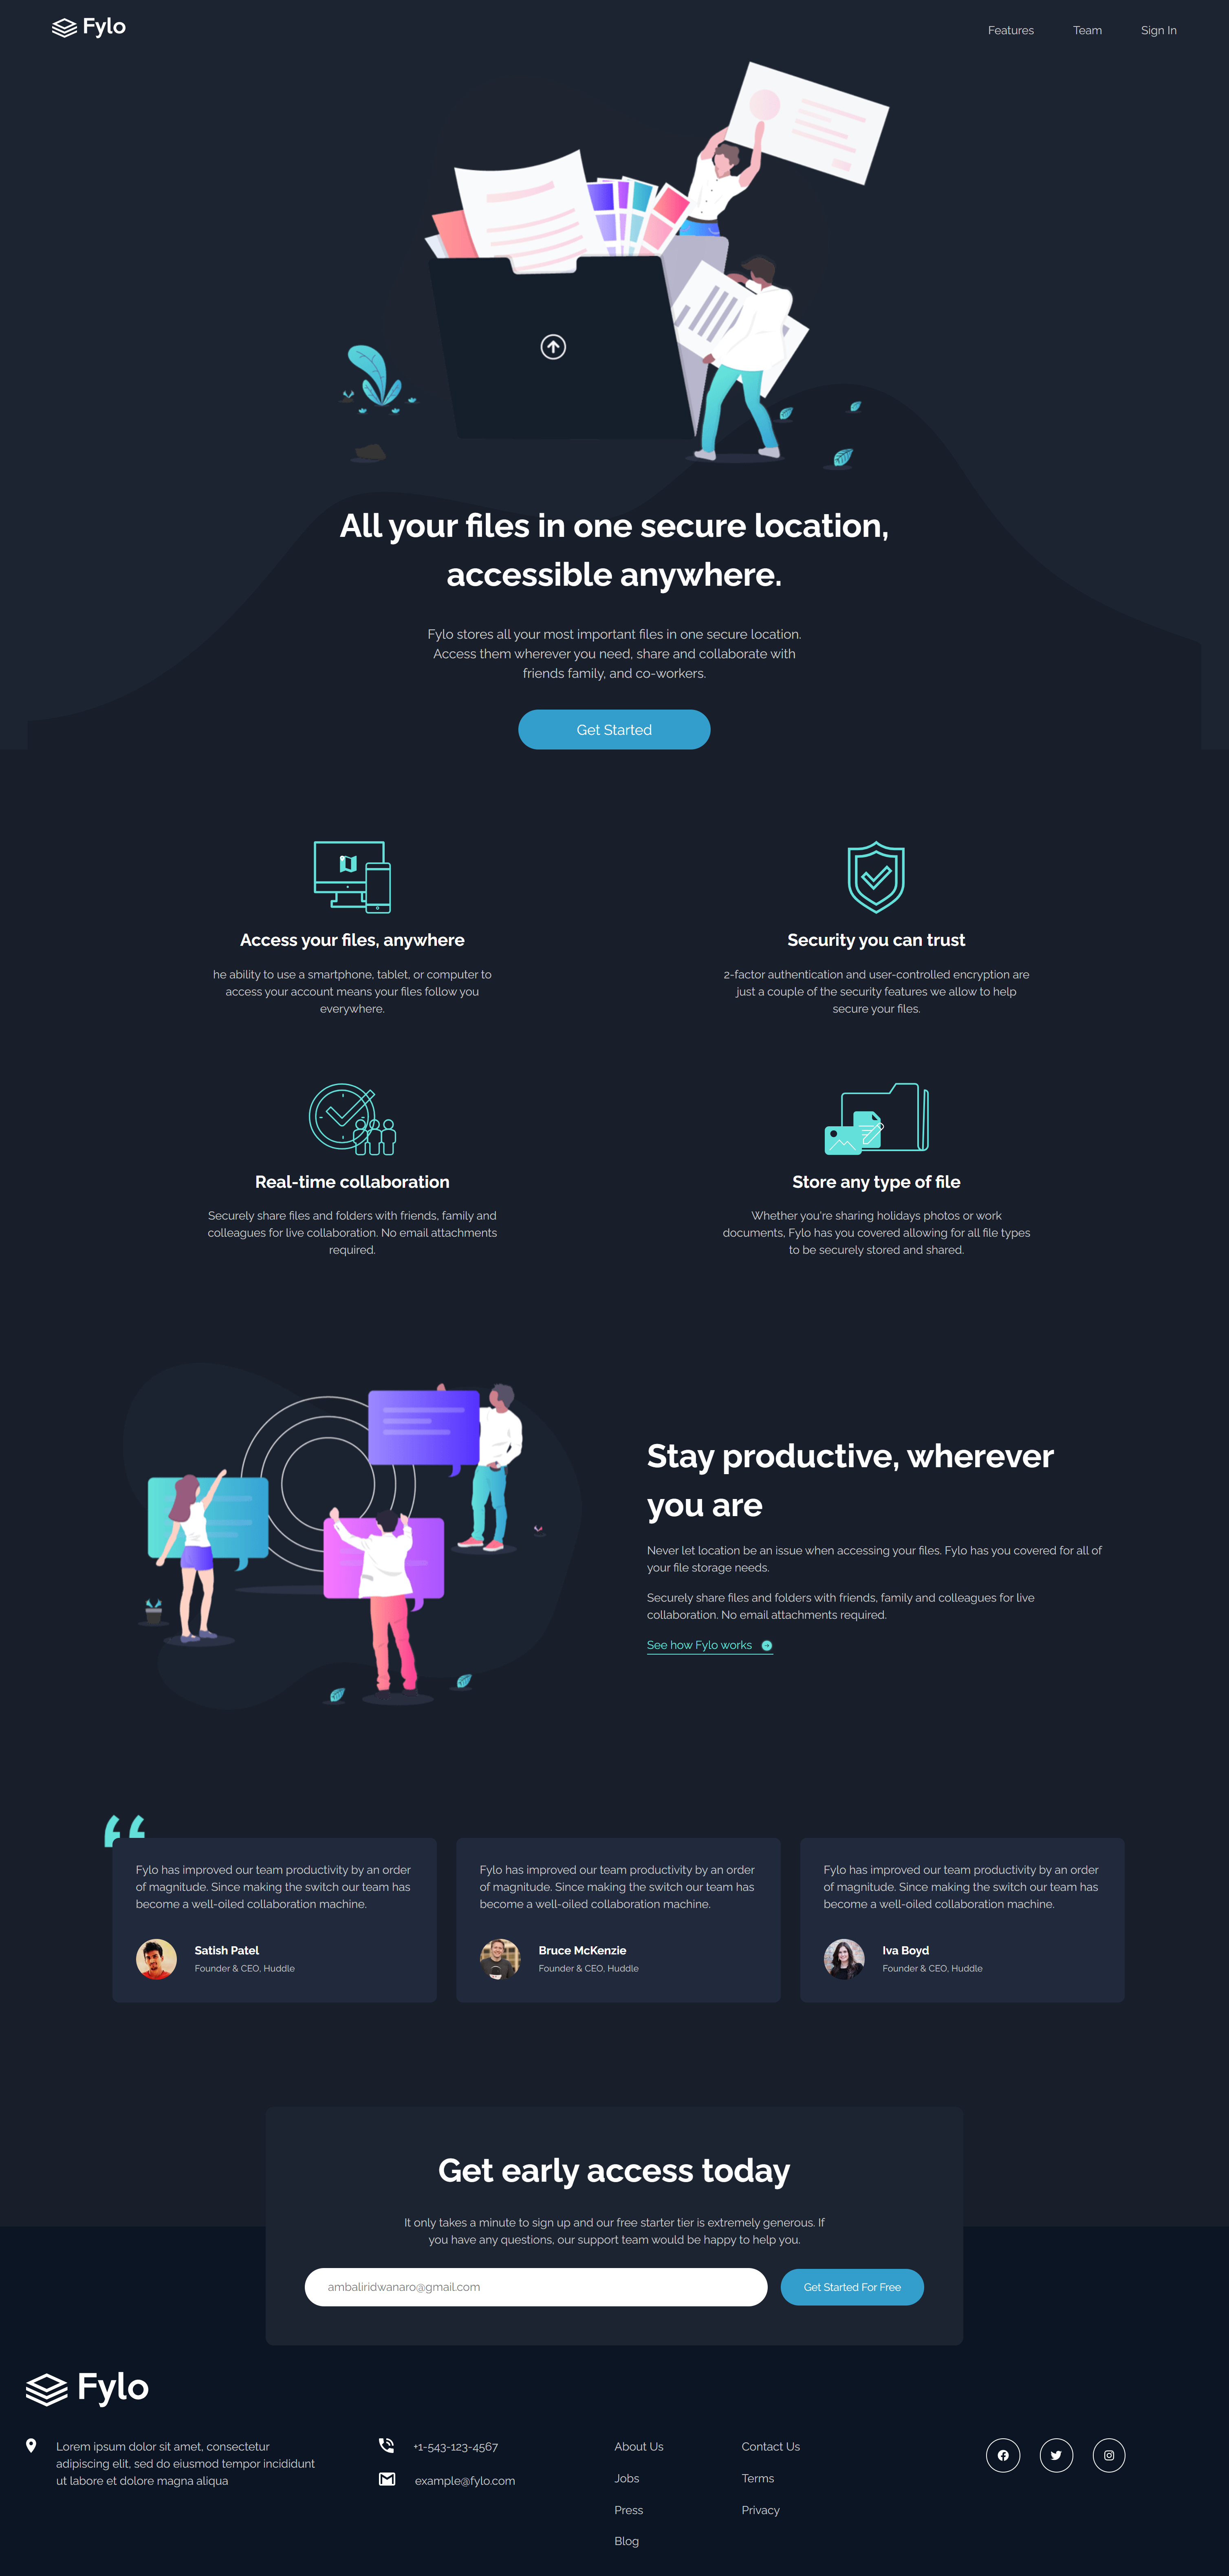 Fylo
Features
Team
Sign In
All your files in one secure location,
accessible anywhere.
Fylo stores all your most important files in one secure location.
Access them wherever you need, share and collaborate with
friends family, and co-workers.
Get Started
Access your files, anywhere
he ability to use a smartphone, tablet, or computer to
access your account means your files follow you
everywhere.
Security you can trust
2-factor authentication and user-controlled encryption are
just a couple of the security features we allow to help
secure your files.
Real-time collaboration
Securely share files and folders with friends, family and
colleagues for live collaboration. No email attachments
required.
Store any type of file
Whether you're sharing holidays photos or work
documents, Fylo has you covered allowing for all file types
to be securely stored and shared.
Stay productive, wherever
you are
Never let location be an issue when accessing your files. Fylo has you covered for all of
your file storage needs.
Securely share files and folders with friends, family and colleagues for live
collaboration. No email attachments required.
See how Fylo works
Fylo has improved our team productivity by an order
of magnitude. Since making the switch our team has
become a well-oiled collaboration machine.
Satish Patel
Founder & CEO, Huddle
Fylo has improved our team productivity by an order
of magnitude. Since making the switch our team has
become a well-oiled collaboration machine.
Bruce McKenzie
Founder & CEO, Huddle
Fylo has improved our team productivity by an order
of magnitude. Since making the switch our team has
become a well-oiled collaboration machine.
Iva Boyd
Founder & CEO, Huddle
Get early access today
It only takes a minute to sign up and our free starter tier is extremely generous. If
you have any questions, our support team would be happy to help you.
ambaliridwanaro@gmail.com
Get Started For Free
Fylo
Lorem ipsum dolor sit amet, consectetur
adipiscing elit, sed do eiusmod tempor incididunt
ut labore et dolore magna aliqua
+1-543-123-4567
example@fylo.com
About Us
Jobs
Press
Blog
Contact Us
Terms
Privacy